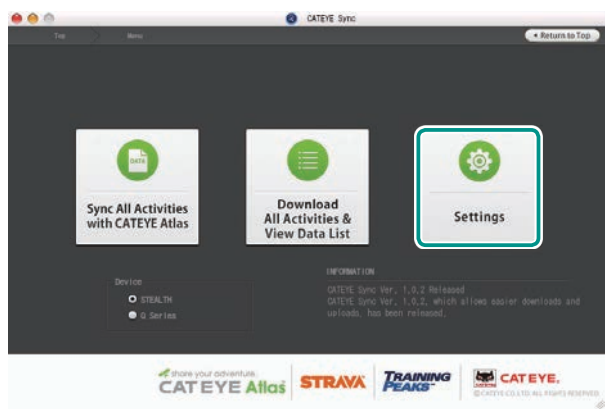 CATEYE Sync
Top Menu
◂ Return to Top
DATA
Sync All Activities
with CATEYE Atlas
Download
All Activities &
View Data List
Settings
Device
STEALTH
Q Series
INFORMATION
CATEYE Sync Ver. 1.0.2 Released
CATEYE Sync Ver. 1.0.2, which allows easier downloads and
uploads, has been released.
share your adventure.
CATEYE Atlas
STRAVA
TRAINING
PEAKS
CATEYE
CATEYE.
© CATEYE CO.,LTD. ALL RIGHTS RESERVED.